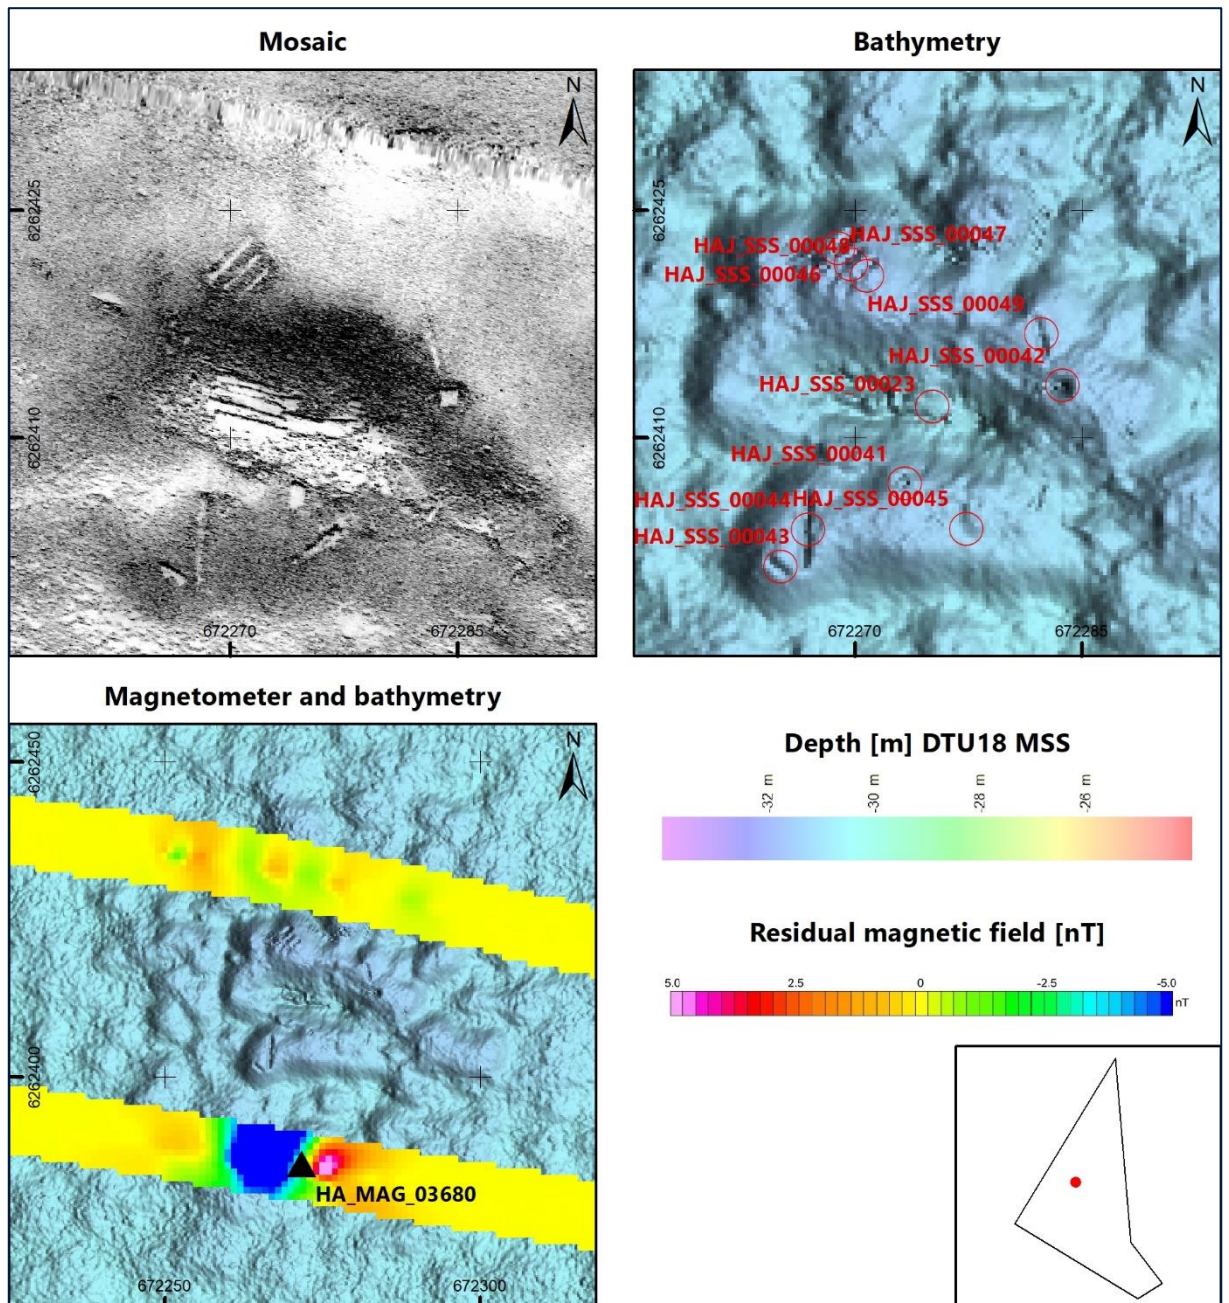 Mosaic
Bathymetry
N
N
6262425
6262425
HAJ_SSS_00047
HAJ_SSS_00048
HAJ_SSS_00046
HAJ_SSS_00049
HAJ_SSS_00042
HAJ_SSS_00023
6262410
6262410
HAJ_SSS_00041
HAJ_SSS_00044
HAJ_SSS_00045
HAJ_SSS_00043
672270
672285
672270
672285
Magnetometer and bathymetry
N
6262450
Depth [m] DTU18 MSS
-32 m
-30 m
-28 m
-26 m
Residual magnetic field [nT]
5.0
2.5
0
-2.5
-5.0
nT
6262400
HA_MAG_03680
672250
672300